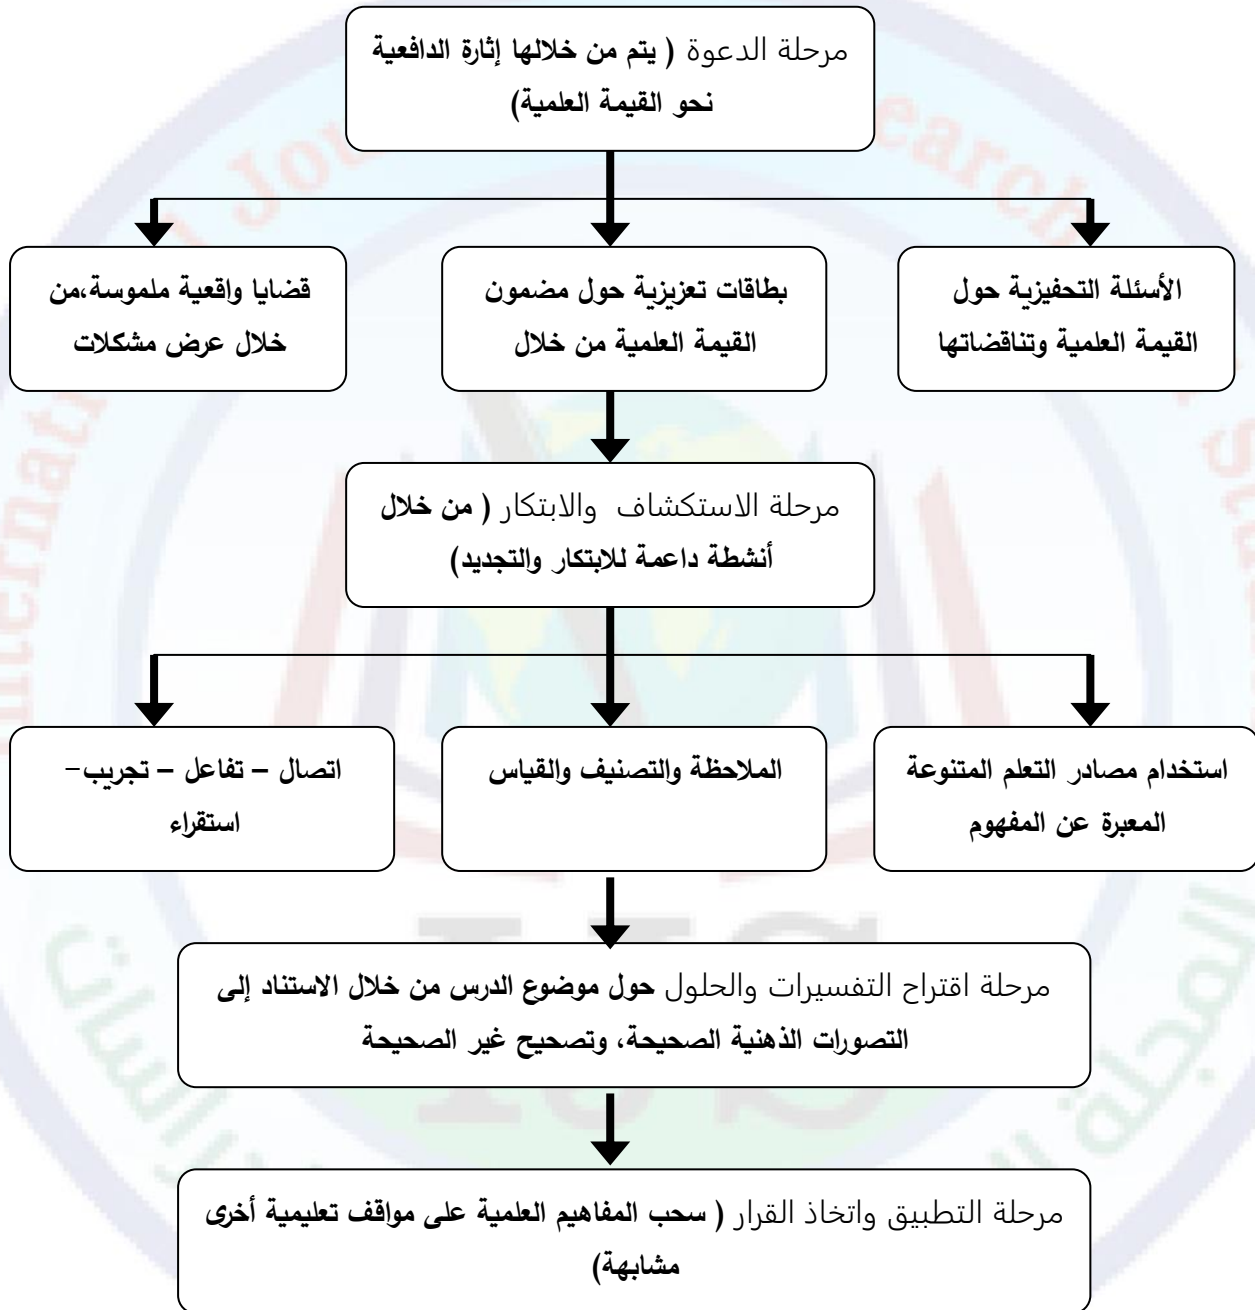 مرحلة الدعوة ( يتم من خلالها إثارة الدافعية
نحو القيمة العلمية)
الأسئلة التحفيزية حول
القيمة العلمية وتناقضاتها
بطاقات تعزيزية حول مضمون
القيمة العلمية من خلال
قضايا واقعية ملموسة،من
خلال عرض مشكلات
مرحلة الاستكشاف والابتكار ( من خلال
أنشطة داعمة للابتكار والتجديد)
استخدام مصادر التعلم المتنوعة
المعبرة عن المفهوم
الملاحظة والتصنيف والقياس
اتصال – تفاعل – تجريب–
استقراء
مرحلة اقتراح التفسيرات والحلول حول موضوع الدرس من خلال الاستناد إلى
التصورات الذهنية الصحيحة، وتصحيح غير الصحيحة
مرحلة التطبيق واتخاذ القرار ( سحب المفاهيم العلمية على مواقف تعليمية أخرى
مشابهة)